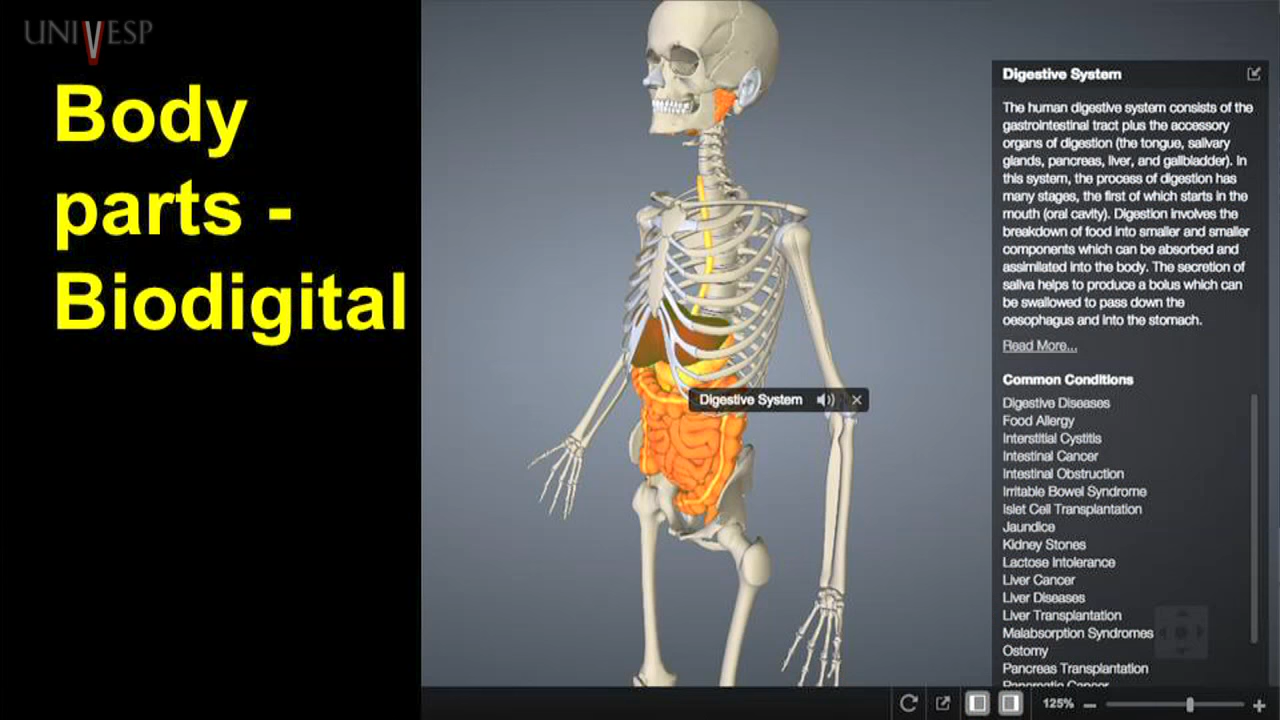 UNIVESP
Body
parts -
Biodigital
Digestive System
The human digestive system consists of the
gastrointestinal tract plus the accessory
organs of digestion (the tongue, salivary
glands, pancreas, liver, and gallbladder). In
this system, the process of digestion has
many stages, the first of which starts in the
mouth (oral cavity). Digestion involves the
breakdown of food into smaller and smaller
components which can be absorbed and
assimilated into the body. The secretion of
saliva helps to produce a bolus which can
be swallowed to pass down the
oesophagus and into the stomach.
Read More...
Common Conditions
Digestive Diseases
Food Allergy
Interstitial Cystitis
Intestinal Cancer
Intestinal Obstruction
Irritable Bowel Syndrome
Islet Cell Transplantation
Jaundice
Kidney Stones
Lactose Intolerance
Liver Cancer
Liver Diseases
Liver Transplantation
Malabsorption Syndromes
Ostomy
Pancreas Transplantation
Pancreatic Cancer
Digestive System
125%